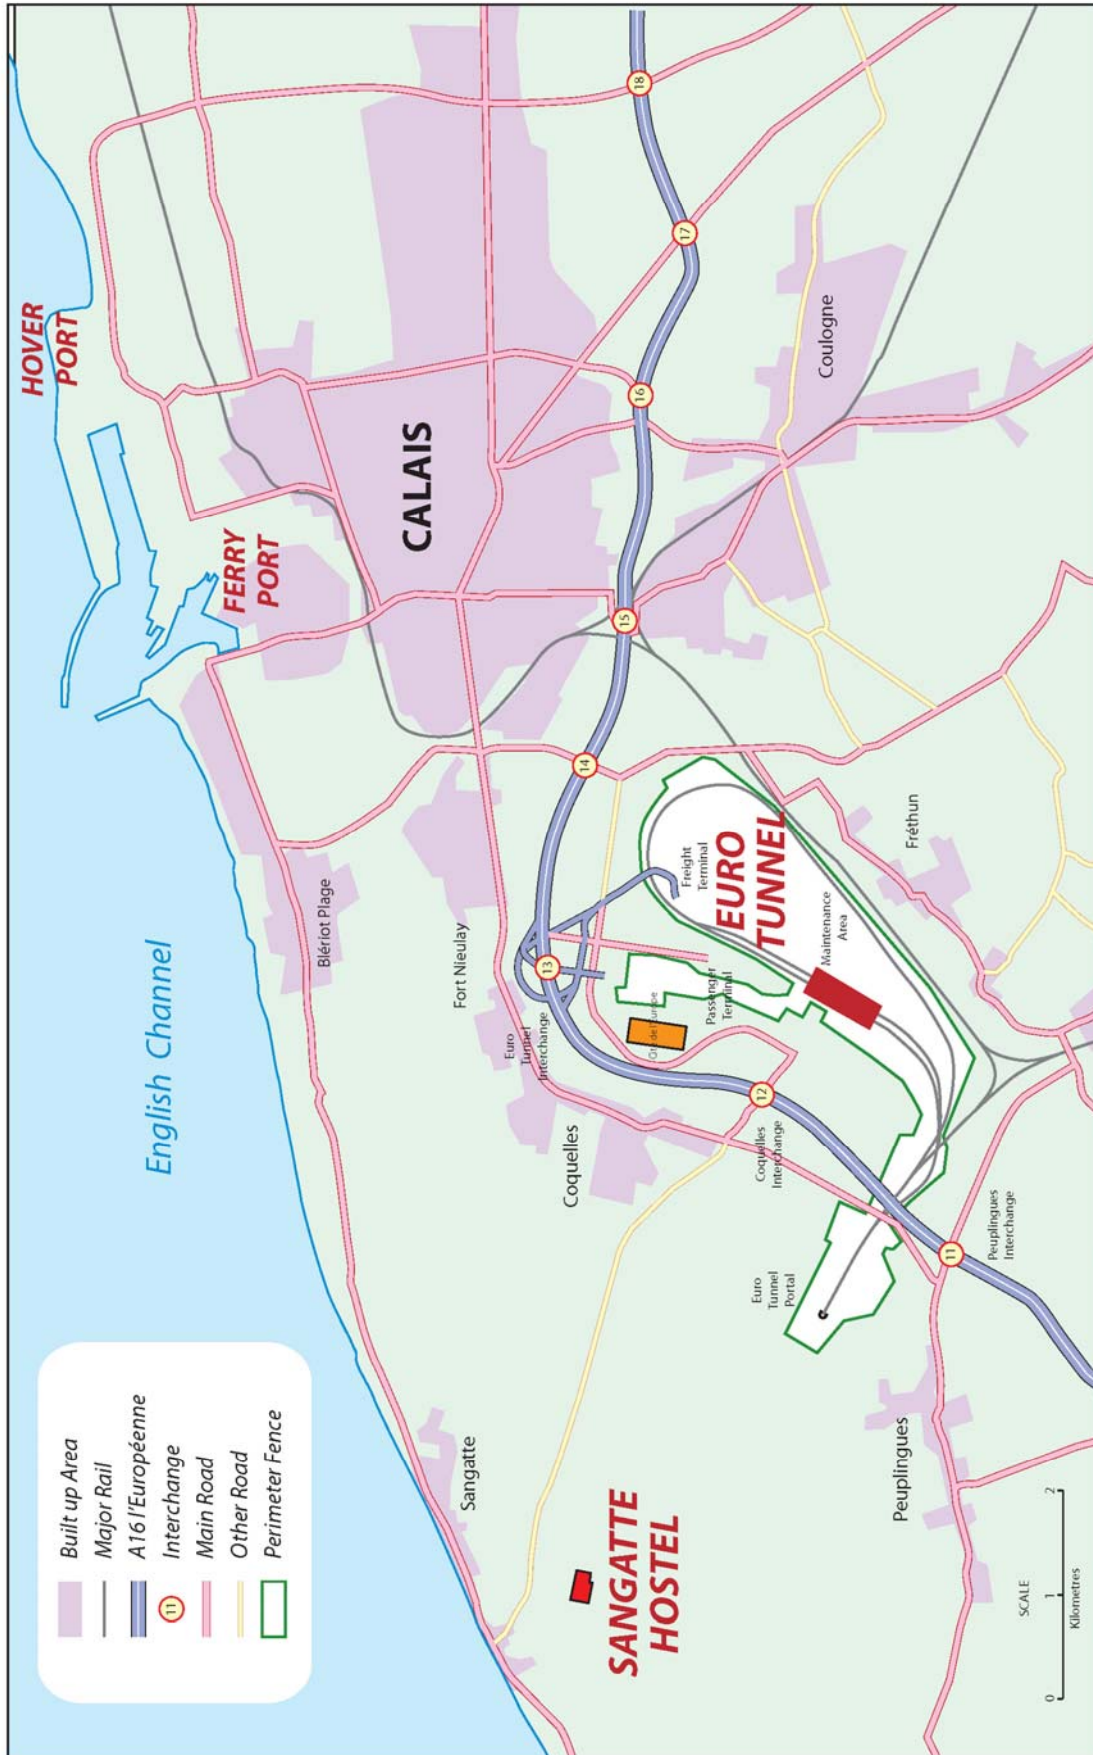 English Channel
HOVER
PORT
FERRY
PORT
CALAIS
Blériot Plage
Fort Nieulay
Coquelles
Sangatte
SANGATTE
HOSTEL
Euro
Tunnel
Interchange
Cité de l'Europe
Passenger
Terminal
Freight
Terminal
EURO
TUNNEL
Maintenance
Area
Coquelles
Interchange
Euro
Tunnel
Portal
Peuplingues
Interchange
Peuplingues
Fréthun
Coulogne
11
12
13
14
15
16
17
18
Built up Area
Major Rail
A16 l'Européenne
11
Interchange
Main Road
Other Road
Perimeter Fence
SCALE
0 1 2
Kilometres